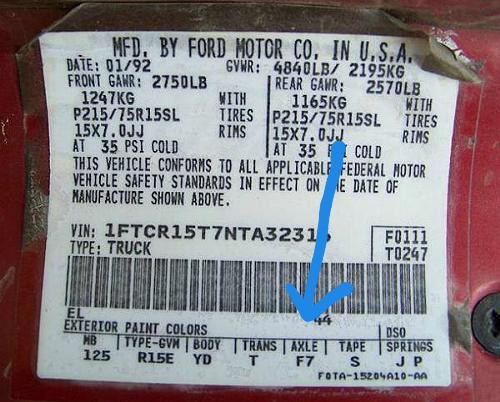 MFD. BY FORD MOTOR CO. IN U.S.A.
DATE: 01/92 GVWR: 4840LB/ 2195KG
FRONT GAWR: 2750LB REAR GAWR: 2570LB
1247KG WITH 1165KG WITH
P215/75R15SL TIRES P215/75R15SL TIRES
15X7.0JJ RIMS 15X7.0JJ RIMS
AT 35 PSI COLD AT 35 PSI COLD
THIS VEHICLE CONFORMS TO ALL APPLICABLE FEDERAL MOTOR
VEHICLE SAFETY STANDARDS IN EFFECT ON THE DATE OF
MANUFACTURE SHOWN ABOVE.
VIN: 1FTCR15T7NTA32316 F0111
TYPE: TRUCK T0247
EL 44
EXTERIOR PAINT COLORS DSO
MB TYPE-GVM BODY TRANS AXLE TAPE SPRINGS
125 R15E YD T F7 S J P
F0TA-15204A10-AA